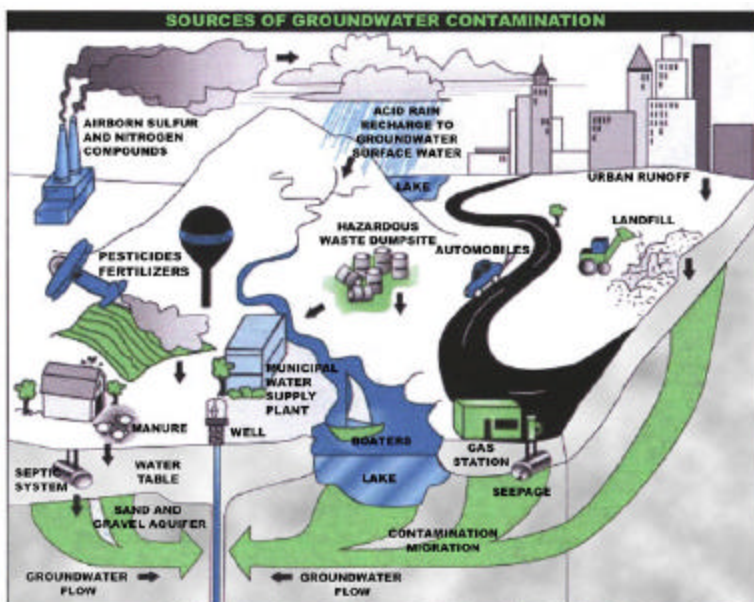 SOURCES OF GROUNDWATER CONTAMINATION
AIRBORN SULFUR
AND NITROGEN
COMPOUNDS
ACID RAIN
RECHARGE TO
GROUNDWATER
SURFACE WATER
LAKE
URBAN RUNOFF
LANDFILL
HAZARDOUS
WASTE DUMPSITE
AUTOMOBILES
PESTICIDES
FERTILIZERS
MUNICIPAL
WATER
SUPPLY
PLANT
MANURE
WELL
BOATERS
GAS
STATION
SEPTIC
SYSTEM
WATER
TABLE
LAKE
SEEPAGE
SAND AND
GRAVEL AQUIFER
CONTAMINATION
MIGRATION
GROUNDWATER
FLOW
GROUNDWATER
FLOW